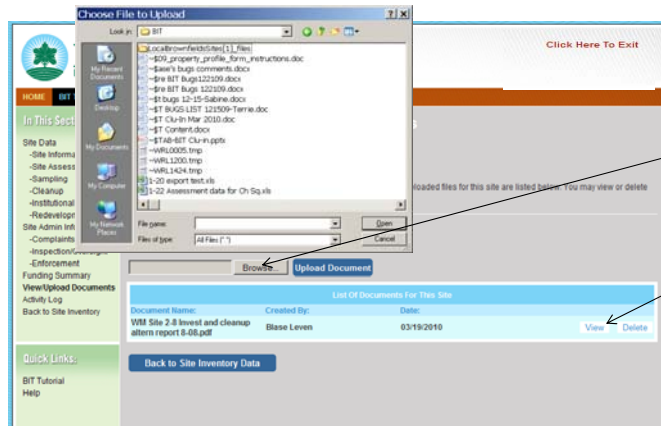 Choose File to Upload
Look in: BIT
LocalBrownfieldsSites[1]_files
~$09_property_profile_form_instructions.doc
~$ase's bugs comments.docx
~$re BIT Bugs122109.docx
~$re BIT Bugs 122109.docx
~$t bugs 12-15-Sabine.docx
~$T BUGS LIST 121509-Terrie.doc
~$T Clu-In Mar 2010.doc
~$T Content.docx
~$TAB-BIT Clu-in.pptx
~WRL0005.tmp
~WRL1200.tmp
~WRL1424.tmp
1-20 export test.xls
1-22 Assessment data for Ch Sq.xls
My Recent Documents
Desktop
My Documents
My Computer
My Network Places
File name:
Open
Files of type: All Files (*.*)
Cancel
Click Here To Exit
HOME BIT
In This Sect
Site Data
-Site Informa
-Site Assess
-Sampling
-Cleanup
-Institutional
-Redevelopm
Site Admin Inf
-Complaints
-Inspection/Oversight
-Enforcement
Funding Summary
View/Upload Documents
Activity Log
Back to Site Inventory
loaded files for this site are listed below. You may view or delete
Browse... Upload Document
List Of Documents For This Site
Document Name: Created By: Date:
WM Site 2-8 Invest and cleanup altern report 8-08.pdf
Blase Leven 03/19/2010 View Delete
Back to Site Inventory Data
Quick Links:
BIT Tutorial
Help